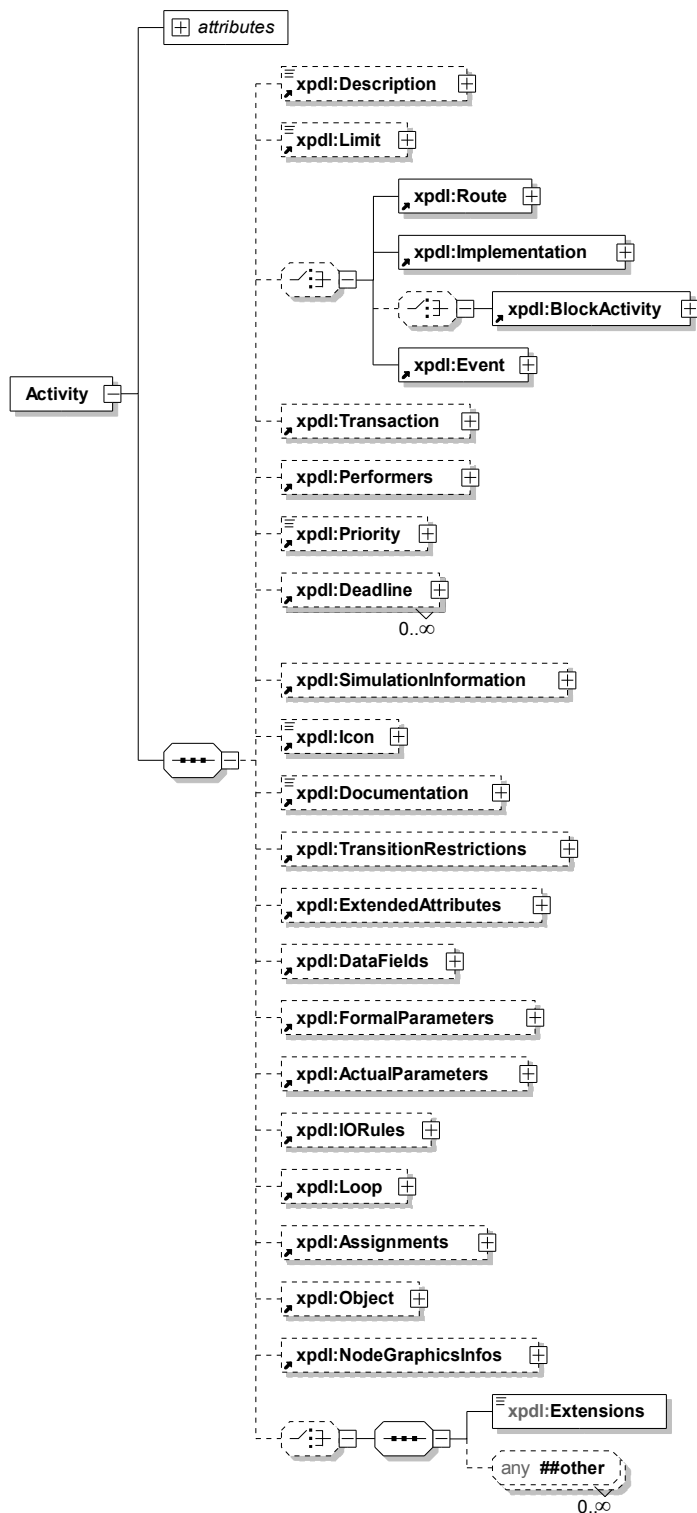 attributes
xpdl:Description
xpdl:Limit
xpdl:Route
xpdl:Implementation
xpdl:BlockActivity
xpdl:Event
Activity
xpdl:Transaction
xpdl:Performers
xpdl:Priority
xpdl:Deadline
0..∞
xpdl:SimulationInformation
xpdl:Icon
xpdl:Documentation
xpdl:TransitionRestrictions
xpdl:ExtendedAttributes
xpdl:DataFields
xpdl:FormalParameters
xpdl:ActualParameters
xpdl:IORules
xpdl:Loop
xpdl:Assignments
xpdl:Object
xpdl:NodeGraphicsInfos
xpdl:Extensions
any ##other
0..∞